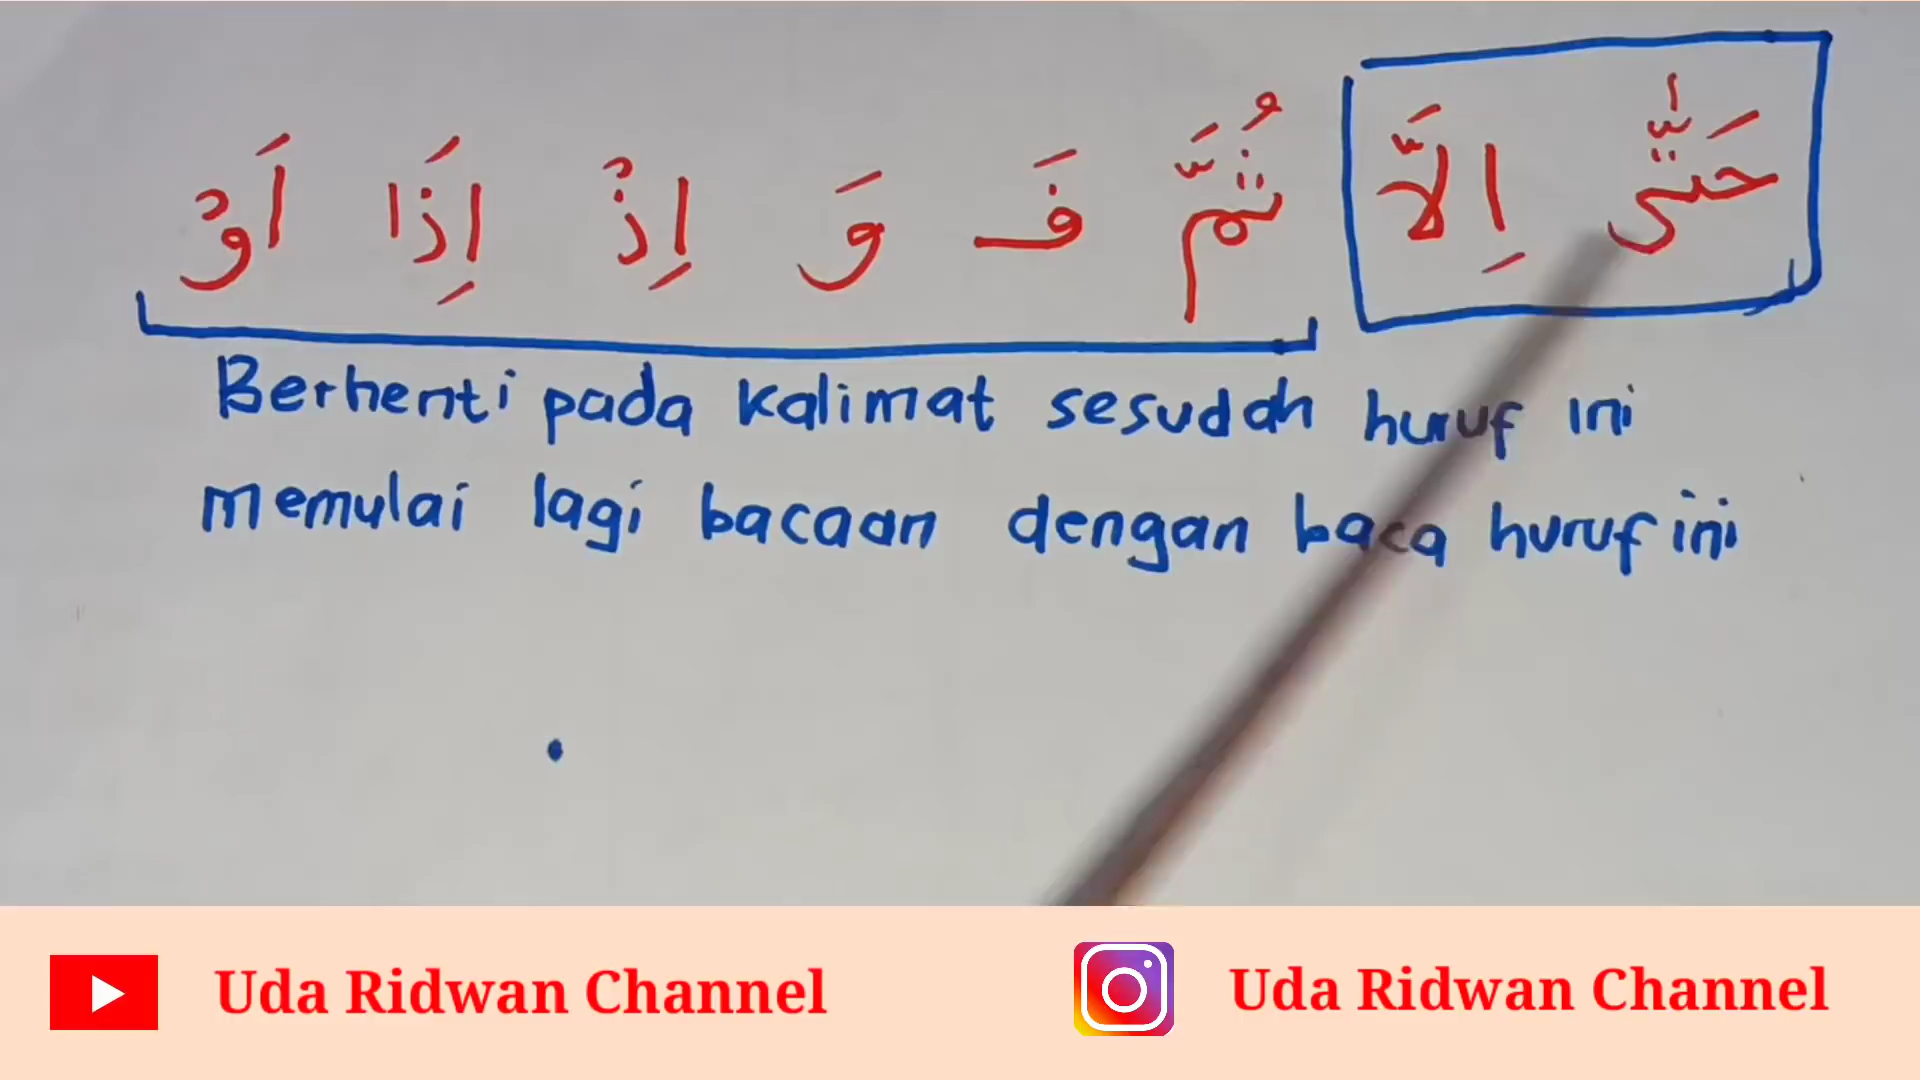 حَتّٰى اِلَّا ثُمَّ فَـ وَ اِذْ اِذَا اَوْ
Berhenti pada kalimat sesudah huruf ini
memulai lagi bacaan dengan baca huruf ini
Uda Ridwan Channel
Uda Ridwan Channel